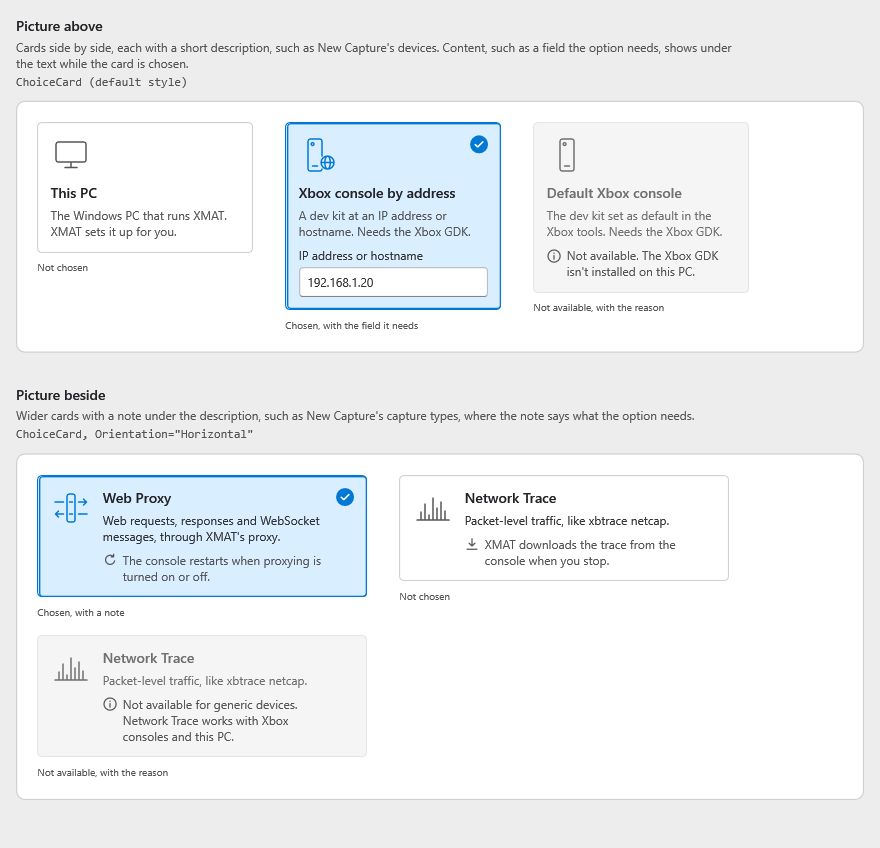 Picture above
Cards side by side, each with a short description, such as New Capture's devices. Content, such as a field the option needs, shows under
the text while the card is chosen.
ChoiceCard (default style)
This PC
The Windows PC that runs XMAT.
XMAT sets it up for you.
Not chosen
Xbox console by address
A dev kit at an IP address or
hostname. Needs the Xbox GDK.
IP address or hostname
192.168.1.20
Chosen, with the field it needs
Default Xbox console
The dev kit set as default in the
Xbox tools. Needs the Xbox GDK.
Not available. The Xbox GDK
isn't installed on this PC.
Not available, with the reason
Picture beside
Wider cards with a note under the description, such as New Capture's capture types, where the note says what the option needs.
ChoiceCard, Orientation="Horizontal"
Web Proxy
Web requests, responses and WebSocket
messages, through XMAT's proxy.
The console restarts when proxying is
turned on or off.
Chosen, with a note
Network Trace
Packet-level traffic, like xbtrace netcap.
XMAT downloads the trace from the
console when you stop.
Not chosen
Network Trace
Packet-level traffic, like xbtrace netcap.
Not available for generic devices.
Network Trace works with Xbox
consoles and this PC.
Not available, with the reason